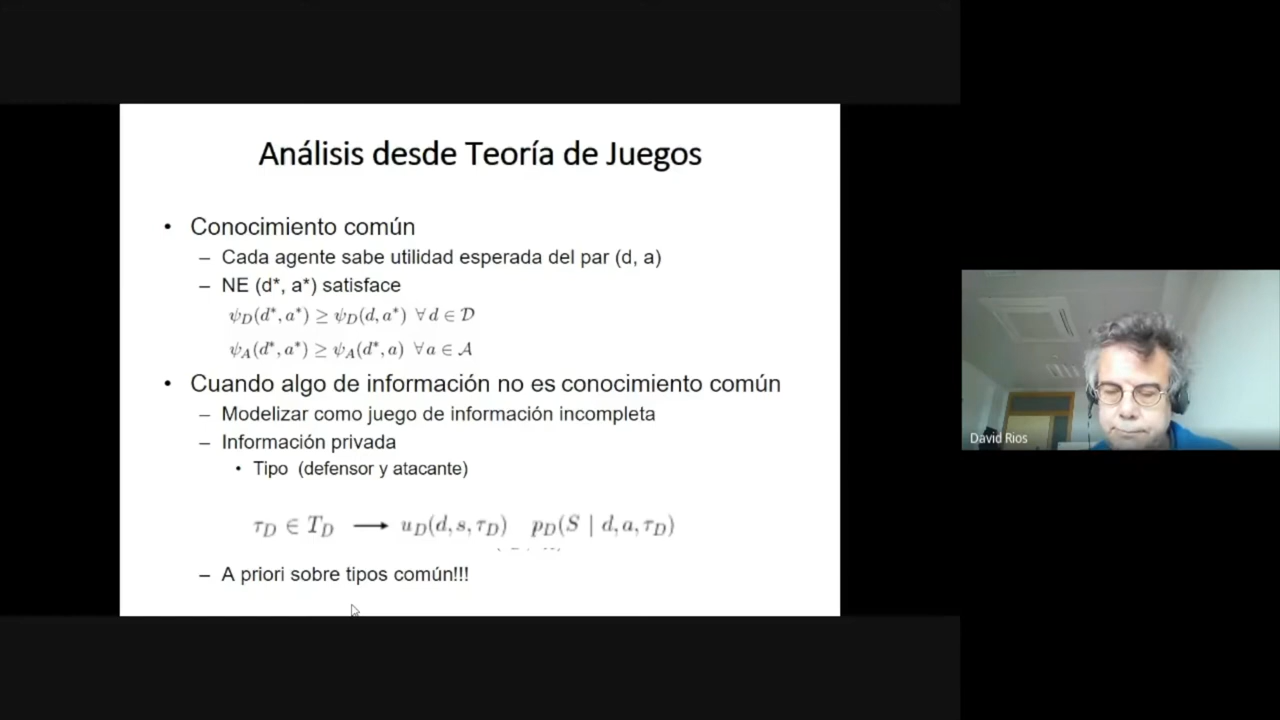 Análisis desde Teoría de Juegos
• Conocimiento común
– Cada agente sabe utilidad esperada del par (d, a)
– NE (d*, a*) satisface
ψ_D(d*, a*) ≥ ψ_D(d, a*) ∀ d ∈ 𝒟
ψ_A(d*, a*) ≥ ψ_A(d*, a) ∀ a ∈ 𝒜
• Cuando algo de información no es conocimiento común
– Modelizar como juego de información incompleta
– Información privada
• Tipo (defensor y atacante)
τ_D ∈ T_D ⟶ u_D(d, s, τ_D) p_D(S | d, a, τ_D)
– A priori sobre tipos común!!!
David Rios